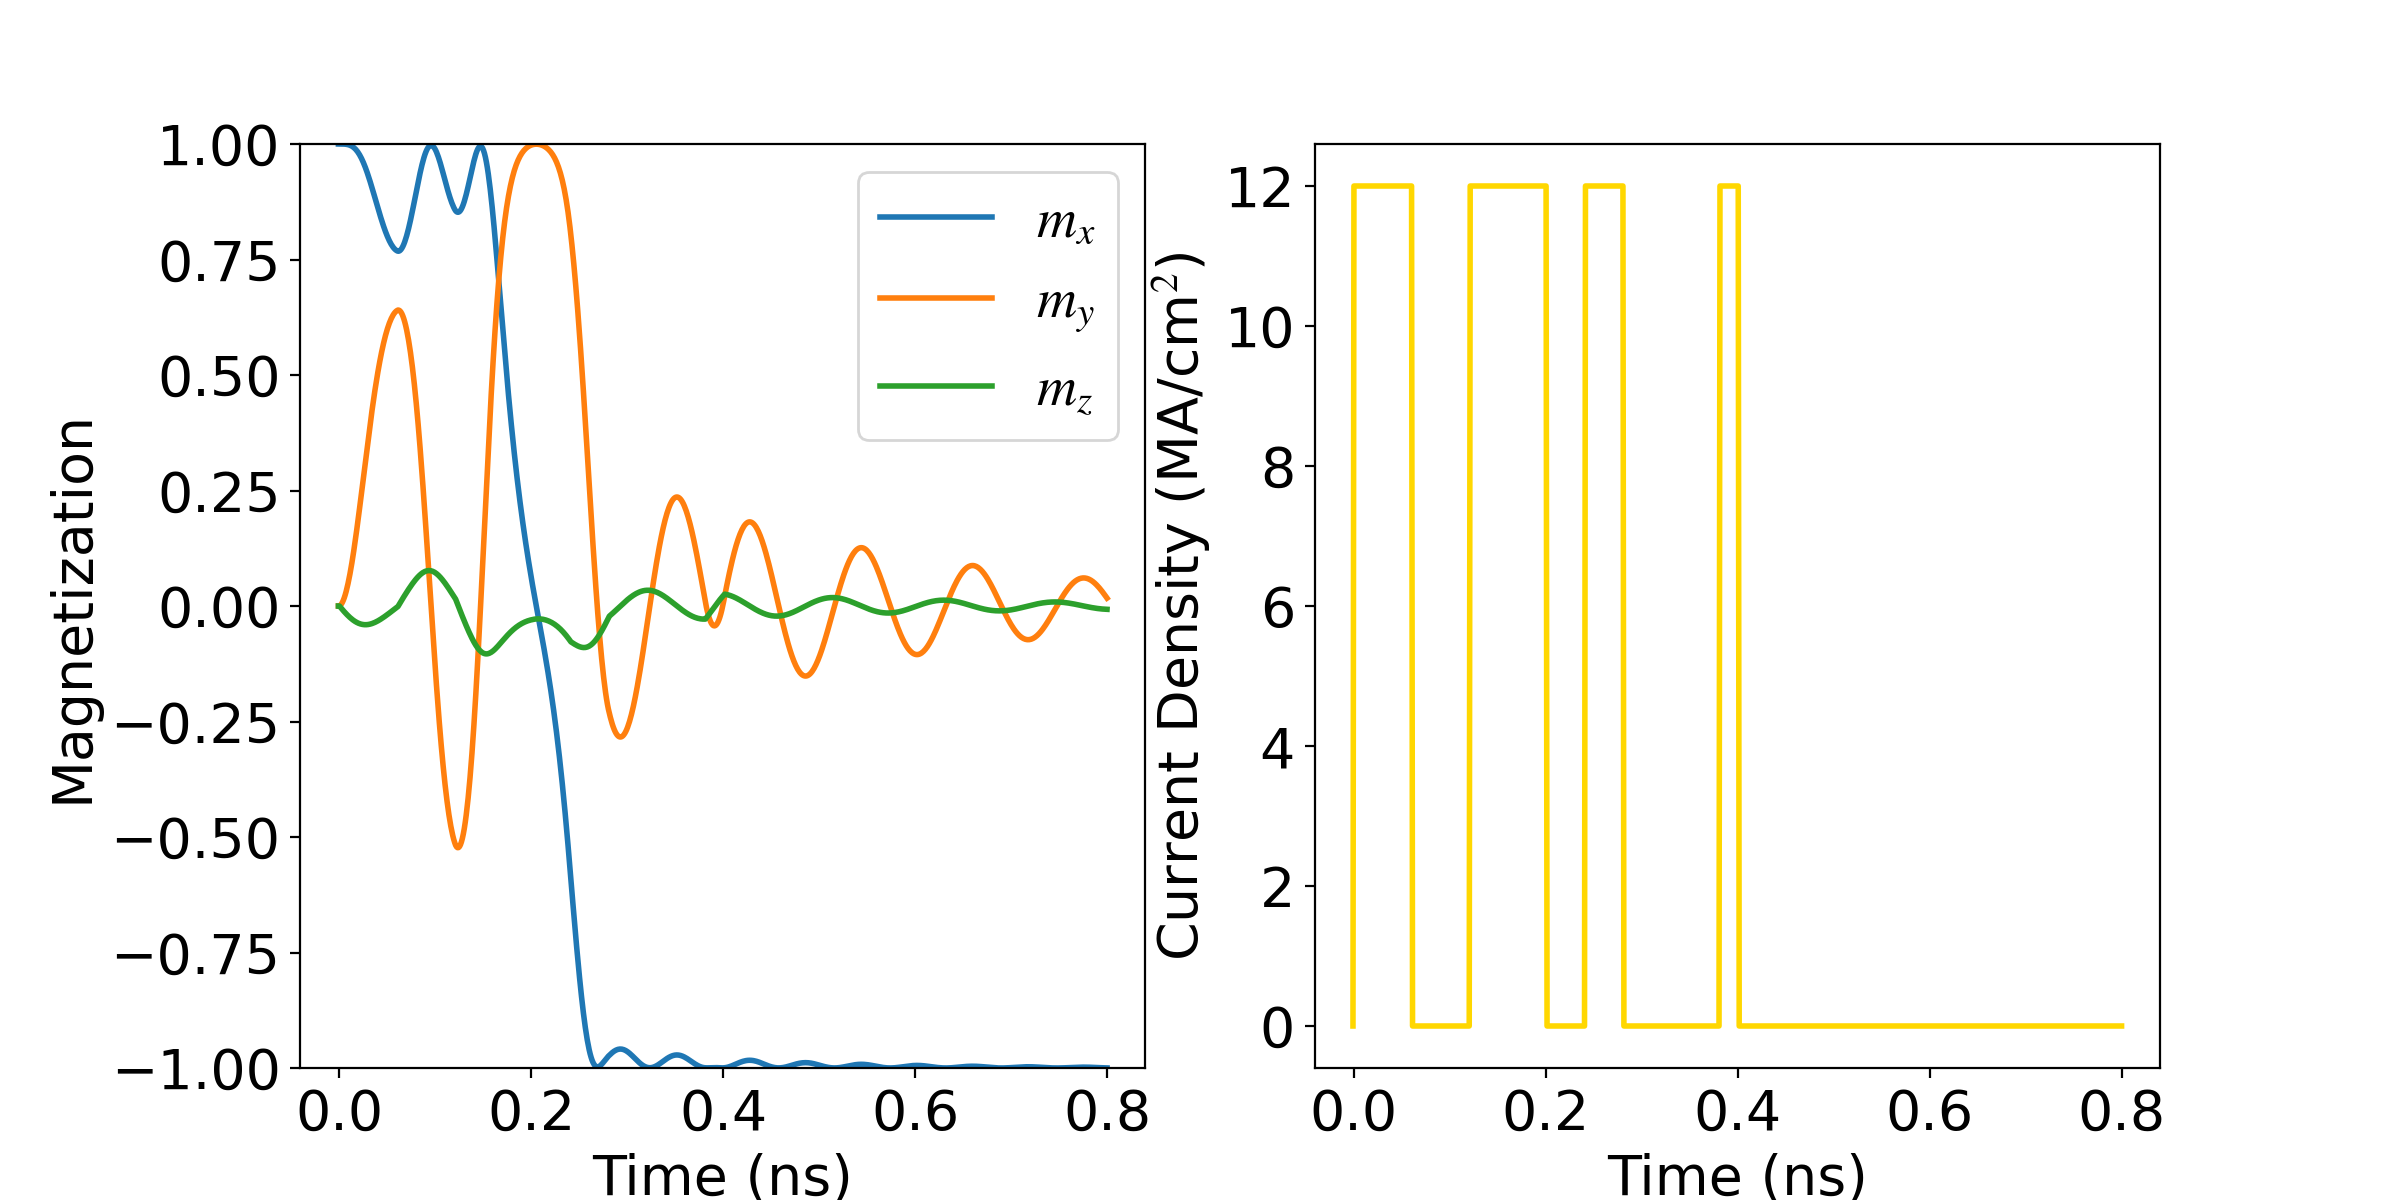 Magnetization
1.00
0.75
0.50
0.25
0.00
−0.25
−0.50
−0.75
−1.00
0.0 0.2 0.4 0.6 0.8
Time (ns)
m_x
m_y
m_z
Current Density (MA/cm²)
12
10
8
6
4
2
0
0.0 0.2 0.4 0.6 0.8
Time (ns)